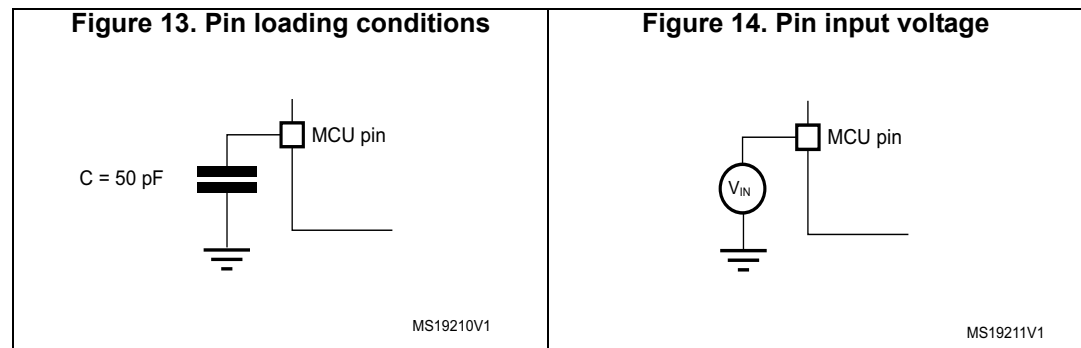 Figure 13. Pin loading conditions
Figure 14. Pin input voltage
MCU pin
C = 50 pF
MS19210V1
MCU pin
VIN
MS19211V1